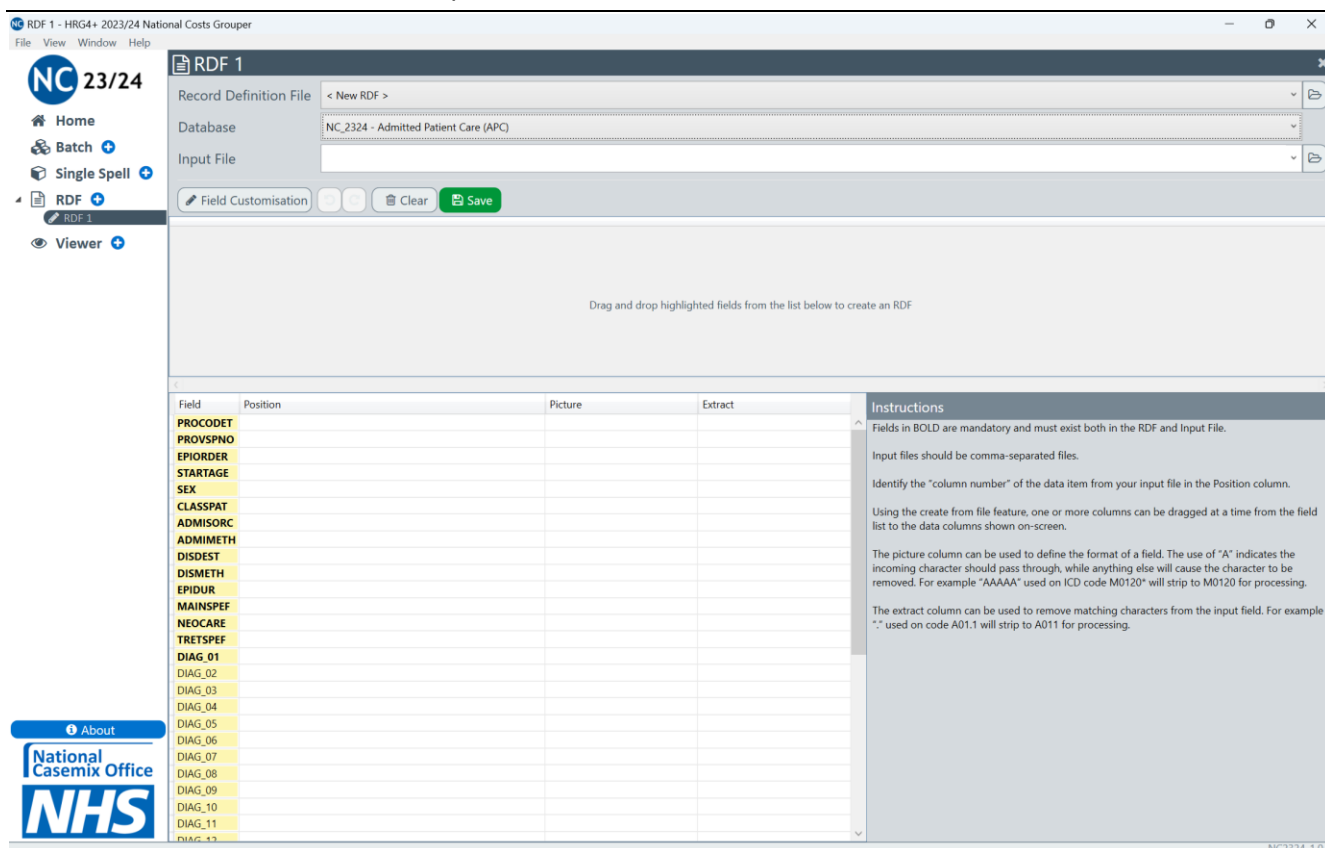 RDF 1 - HRG4+ 2023/24 National Costs Grouper
File View Window Help
NC 23/24
Home
Batch
Single Spell
RDF
RDF 1
Viewer
About
National
Casemix Office
NHS
RDF 1
Record Definition File < New RDF >
Database NC_2324 - Admitted Patient Care (APC)
Input File
Field Customisation Clear Save
Drag and drop highlighted fields from the list below to create an RDF
Field Position Picture Extract
PROCODET
PROVSPNO
EPIORDER
STARTAGE
SEX
CLASSPAT
ADMISORC
ADMIMETH
DISDEST
DISMETH
EPIDUR
MAINSPEF
NEOCARE
TRETSPEF
DIAG_01
DIAG_02
DIAG_03
DIAG_04
DIAG_05
DIAG_06
DIAG_07
DIAG_08
DIAG_09
DIAG_10
DIAG_11
DIAG_12
Instructions
Fields in BOLD are mandatory and must exist both in the RDF and Input File.
Input files should be comma-separated files.
Identify the "column number" of the data item from your input file in the Position column.
Using the create from file feature, one or more columns can be dragged at a time from the field
list to the data columns shown on-screen.
The picture column can be used to define the format of a field. The use of "A" indicates the
incoming character should pass through, while anything else will cause the character to be
removed. For example "AAAAA" used on ICD code M0120* will strip to M0120 for processing.
The extract column can be used to remove matching characters from the input field. For example
"." used on code A01.1 will strip to A011 for processing.
NC2324_1.0